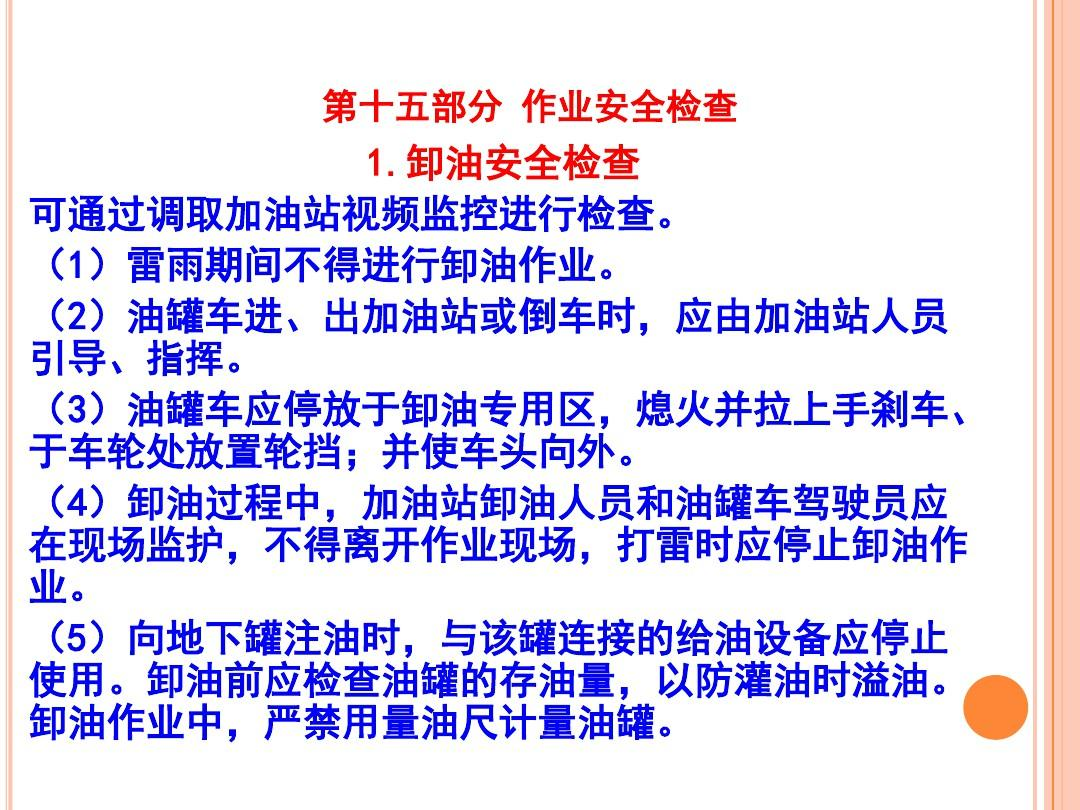 第十五部分 作业安全检查
1.卸油安全检查
可通过调取加油站视频监控进行检查。
（1）雷雨期间不得进行卸油作业。
（2）油罐车进、出加油站或倒车时，应由加油站人员
引导、指挥。
（3）油罐车应停放于卸油专用区，熄火并拉上手刹车、
于车轮处放置轮挡；并使车头向外。
（4）卸油过程中，加油站卸油人员和油罐车驾驶员应
在现场监护，不得离开作业现场，打雷时应停止卸油作
业。
（5）向地下罐注油时，与该罐连接的给油设备应停止
使用。卸油前应检查油罐的存油量，以防灌油时溢油。
卸油作业中，严禁用量油尺计量油罐。